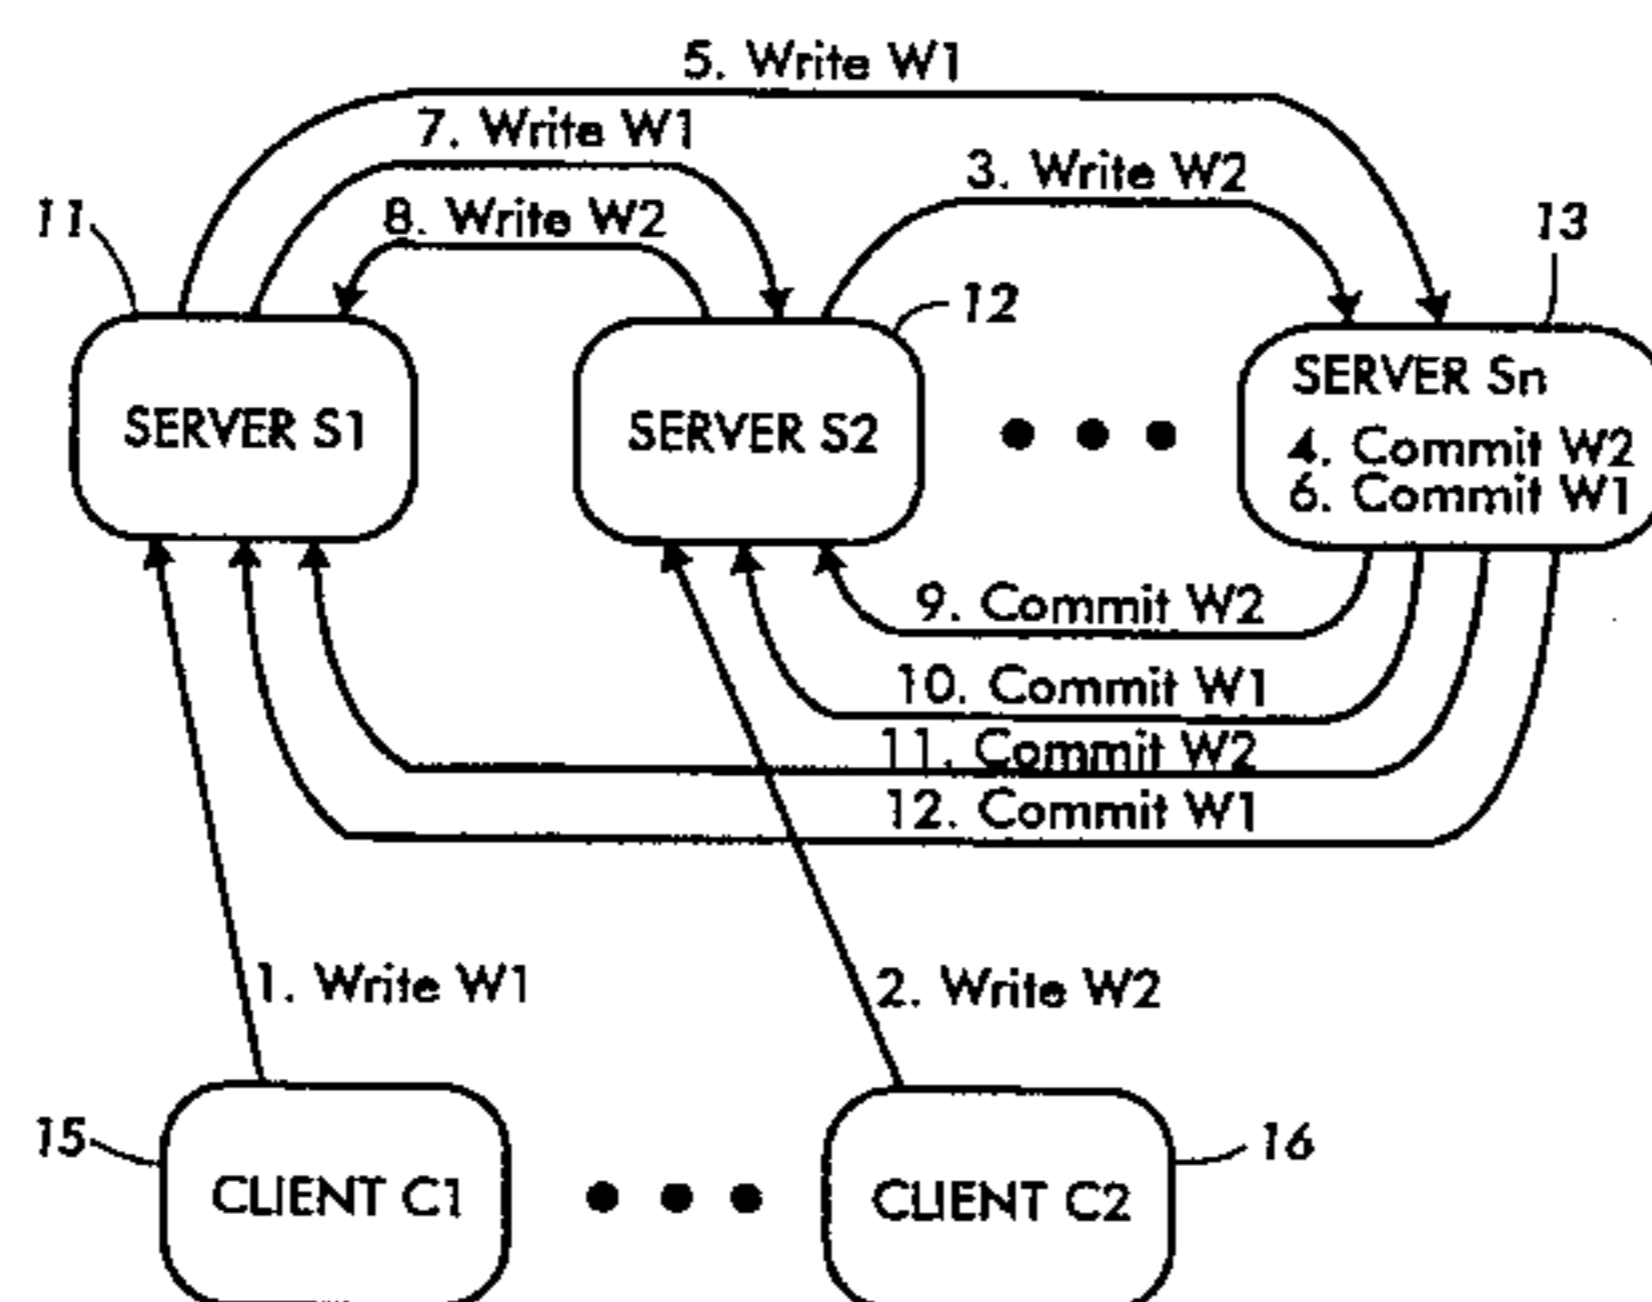 5. Write W1
7. Write W1
3. Write W2
8. Write W2
11
13
12
SERVER S1
SERVER S2
SERVER Sn
4. Commit W2
6. Commit W1
9. Commit W2
10. Commit W1
11. Commit W2
12. Commit W1
1. Write W1
2. Write W2
15
16
CLIENT C1
CLIENT C2